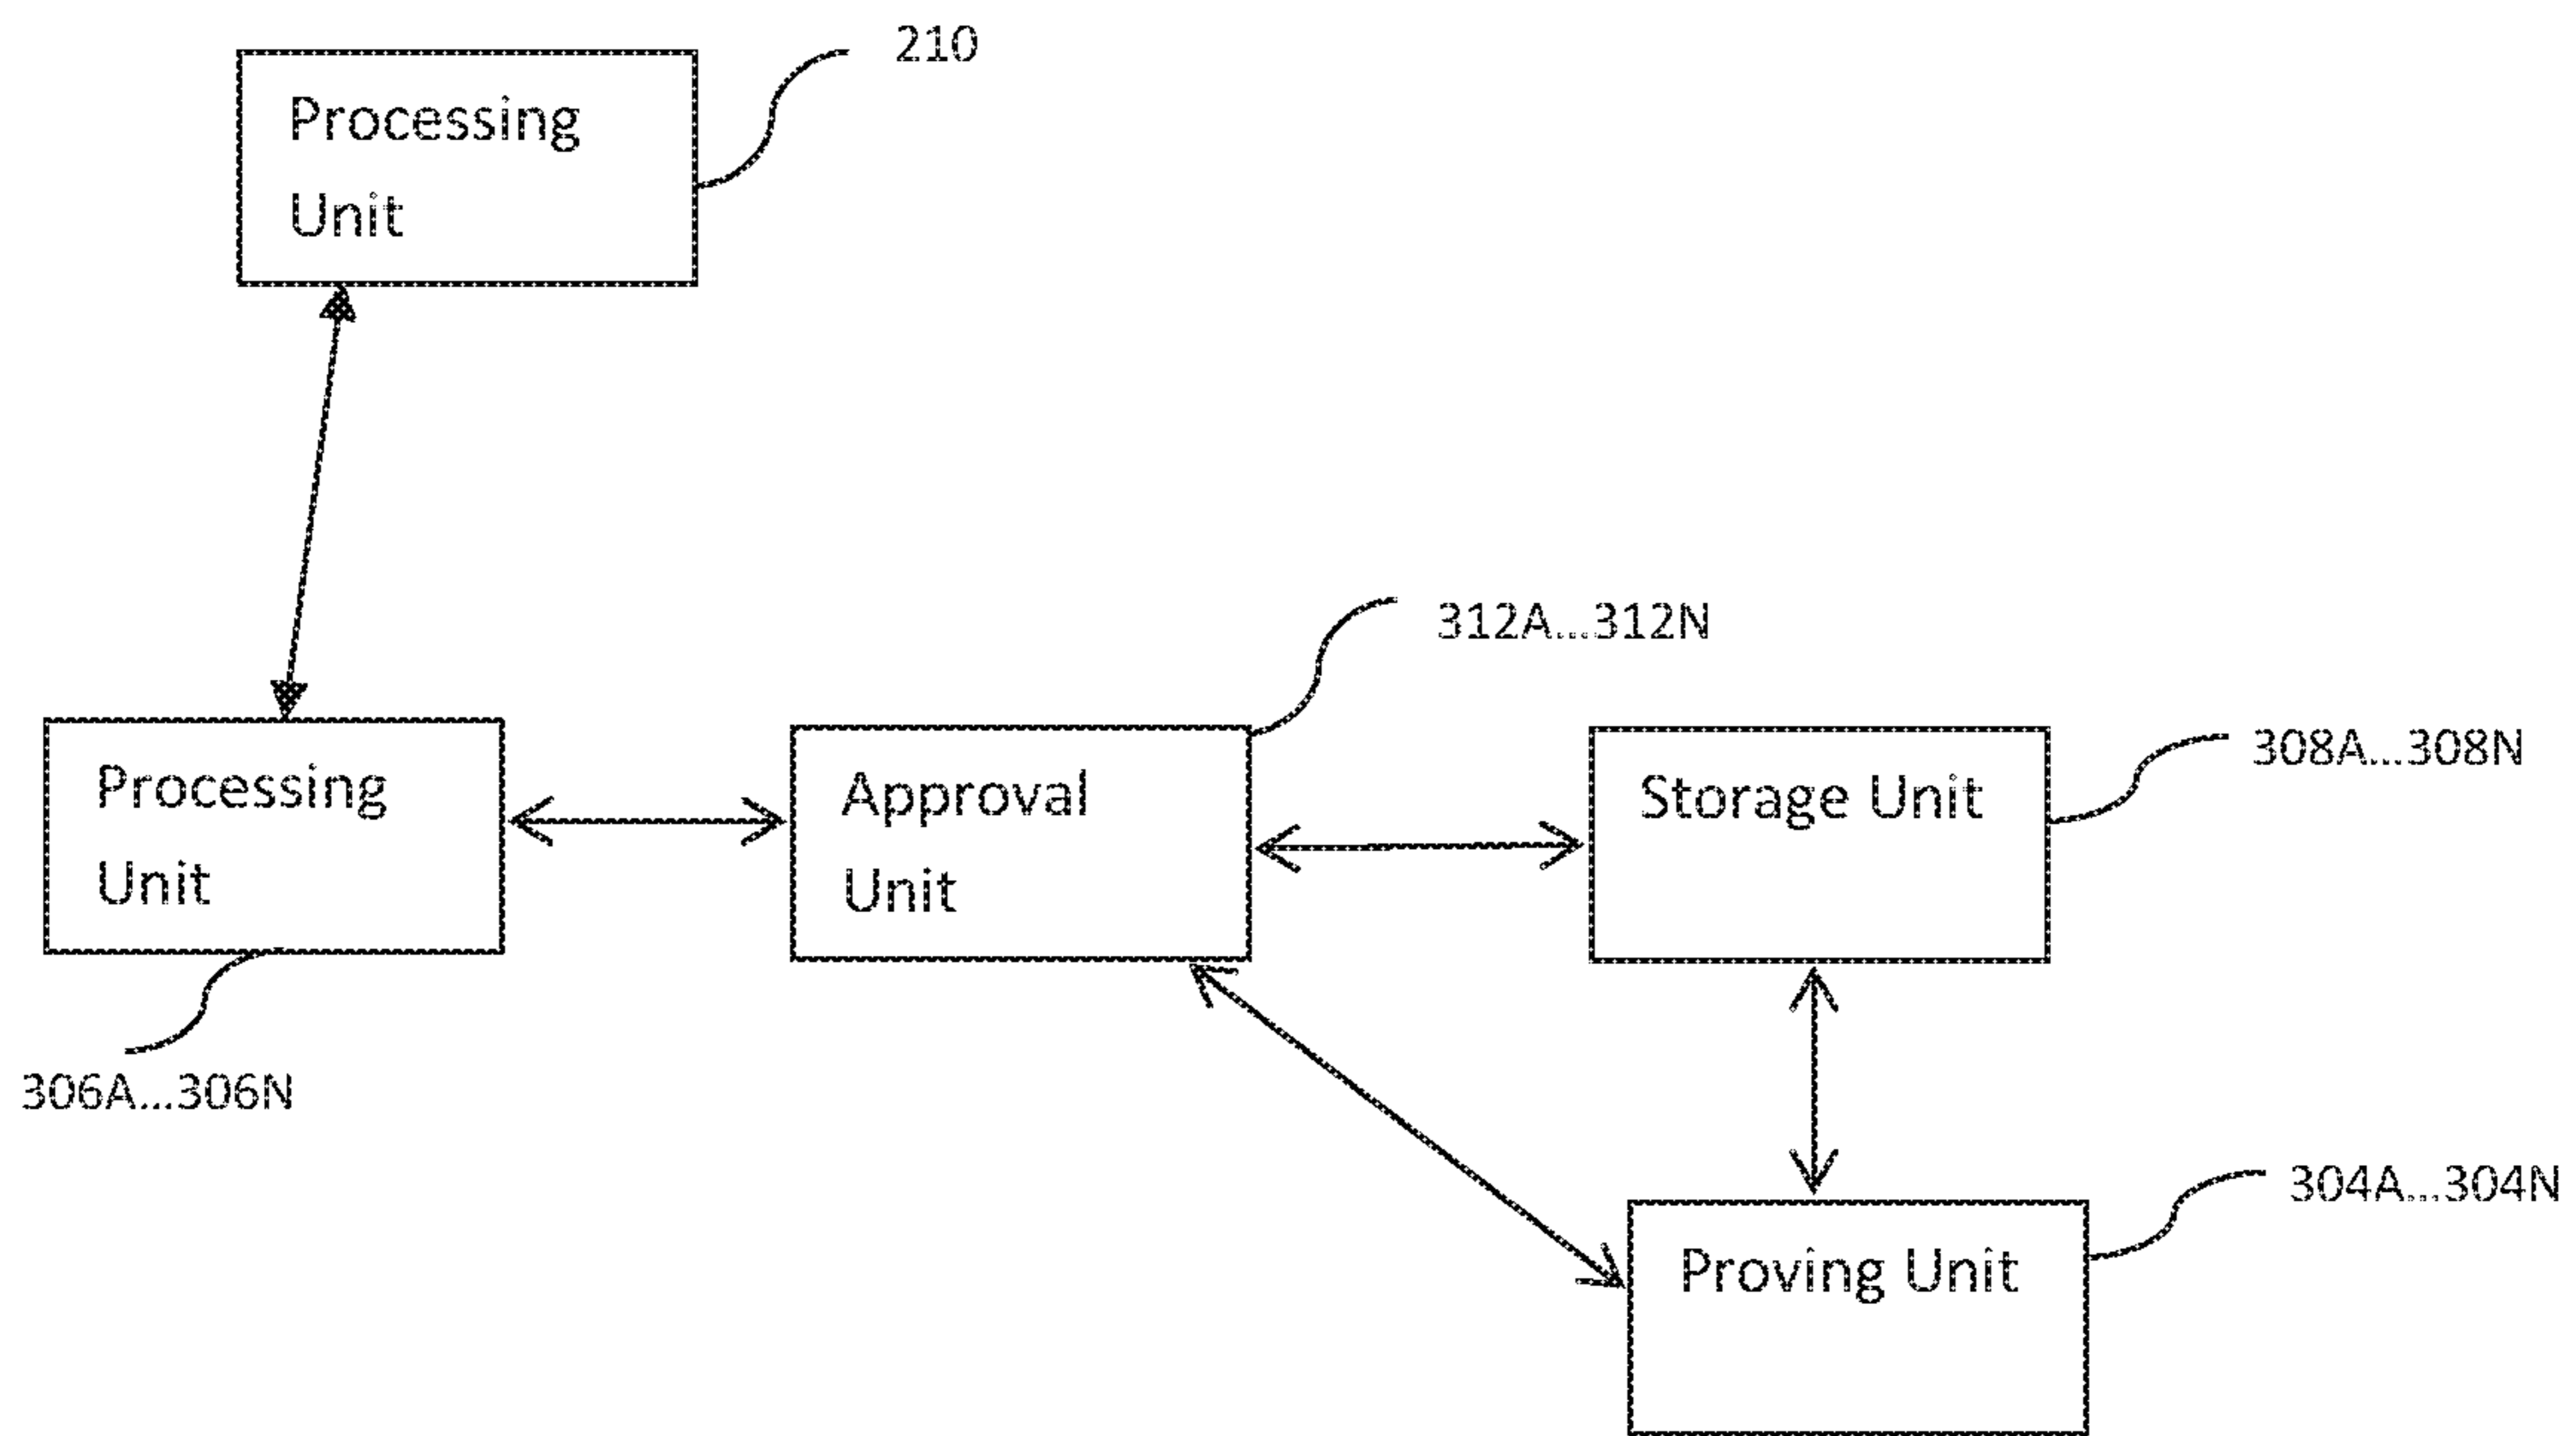 210
Processing
Unit
312A...312N
308A...308N
Processing
Unit
Approval
Unit
Storage Unit
306A...306N
304A...304N
Proving Unit